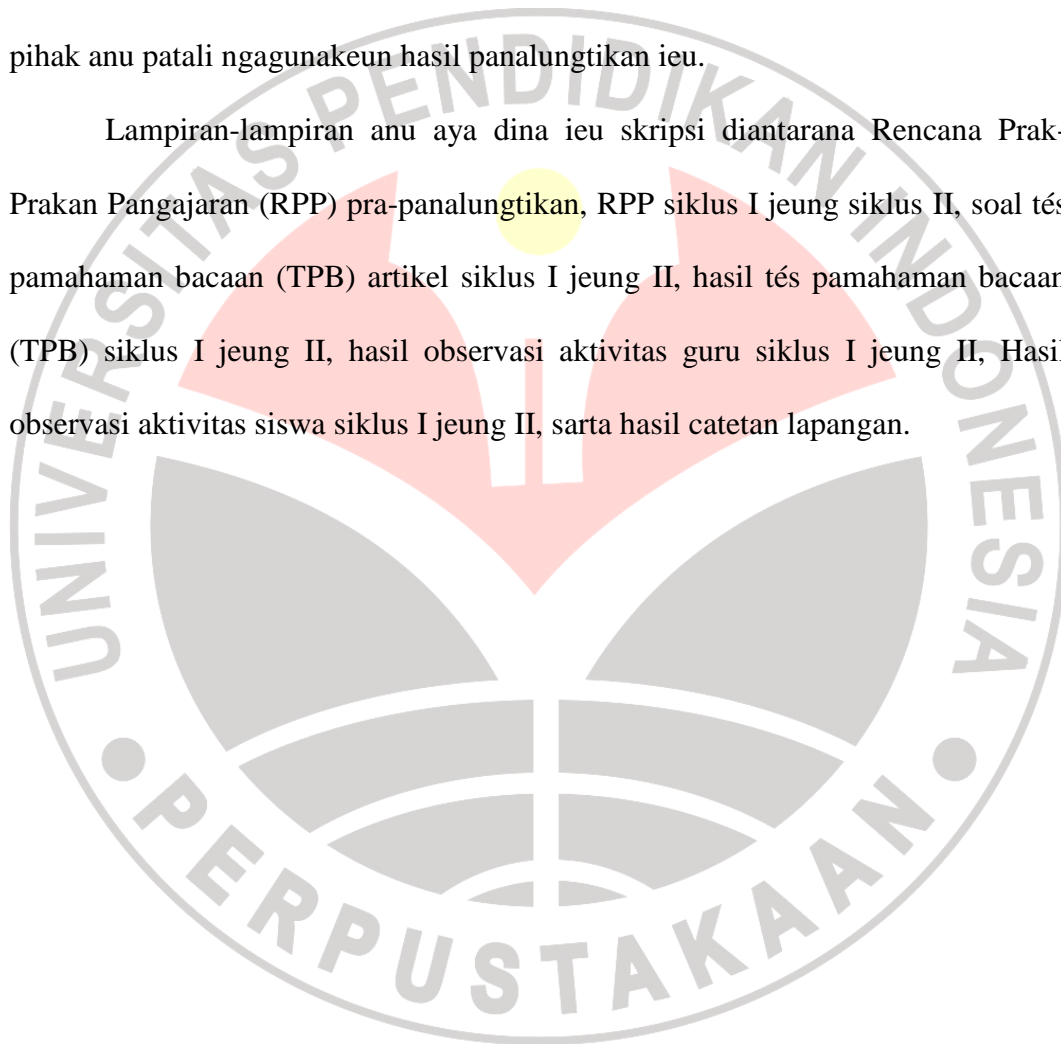 pihak anu patali ngagunakeun hasil panalungtikan ieu.
Lampiran-lampiran anu aya dina ieu skripsi diantarana Rencana Prak-
Prakan Pangajaran (RPP) pra-panalungtikan, RPP siklus I jeung siklus II, soal tés
pamahaman bacaan (TPB) artikel siklus I jeung II, hasil tés pamahaman bacaan
(TPB) siklus I jeung II, hasil observasi aktivitas guru siklus I jeung II, Hasil
observasi aktivitas siswa siklus I jeung II, sarta hasil catetan lapangan.
UNIVERSITAS PENDIDIKAN INDONESIA
PERPUSTAKAAN